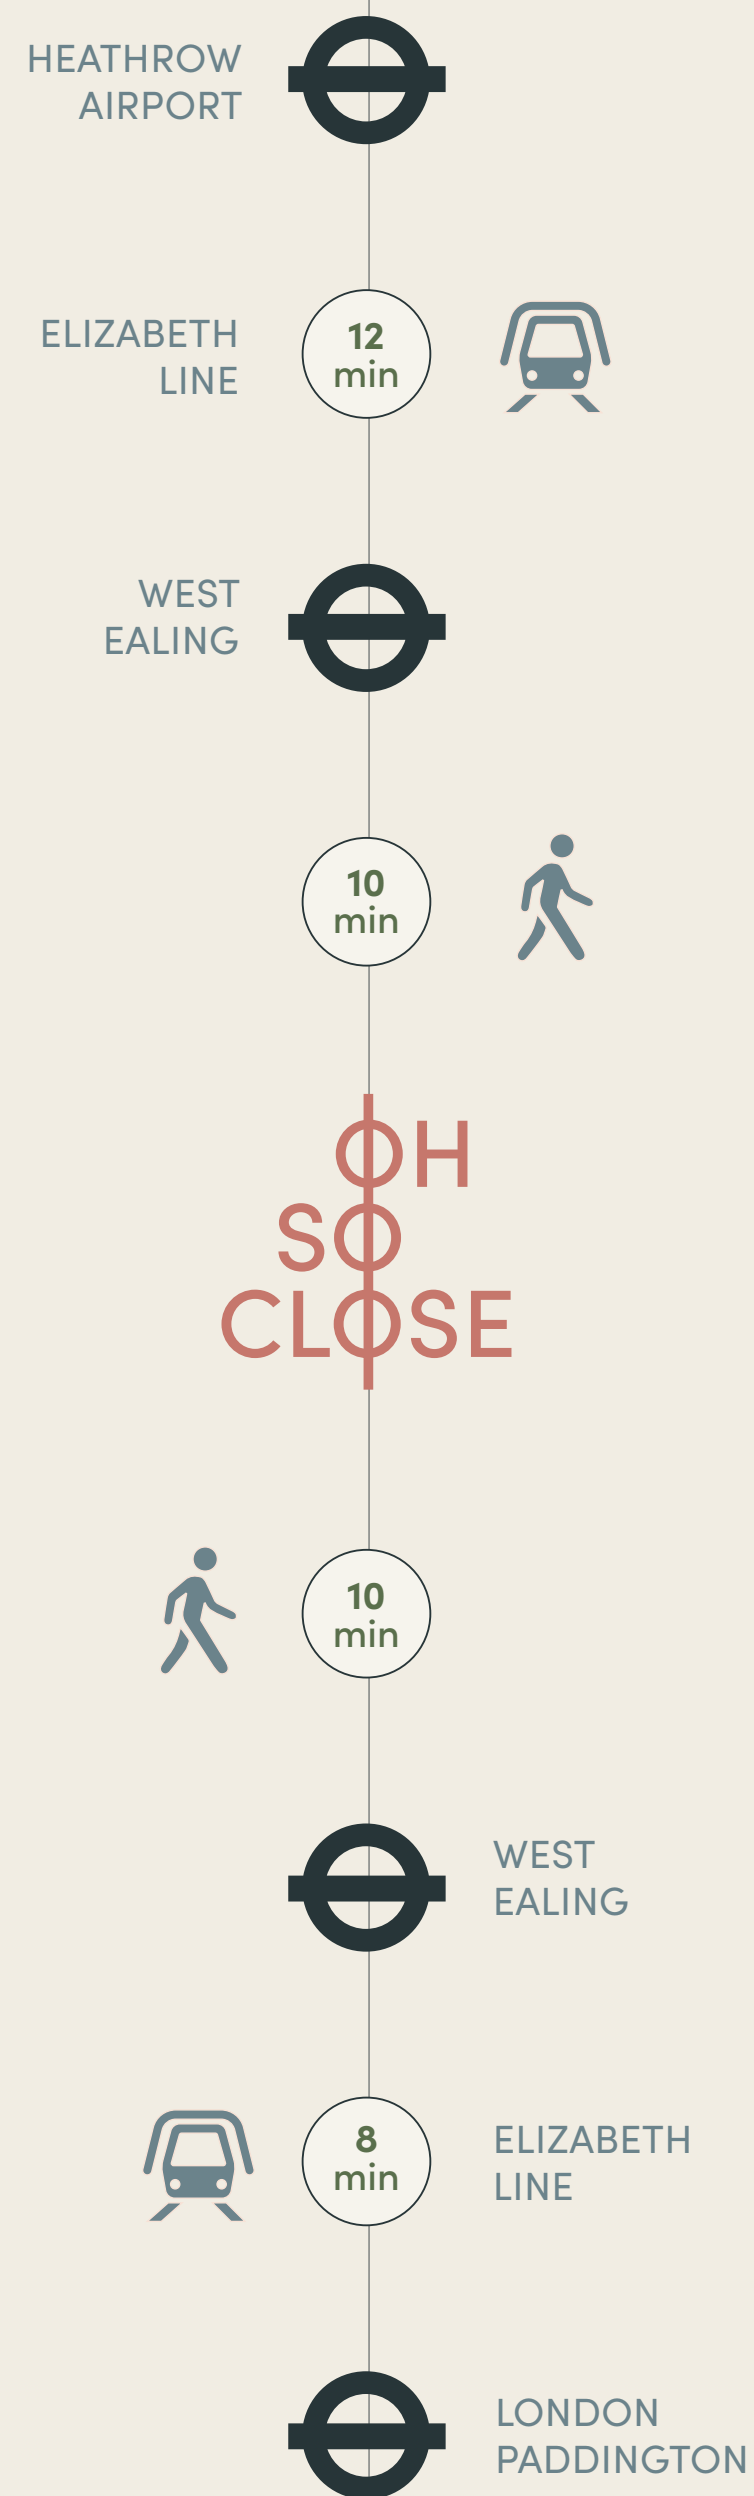 HEATHROW
AIRPORT
ELIZABETH
LINE
12
min
WEST
EALING
10
min
OH
SO
CLOSE
10
min
WEST
EALING
8
min
ELIZABETH
LINE
LONDON
PADDINGTON